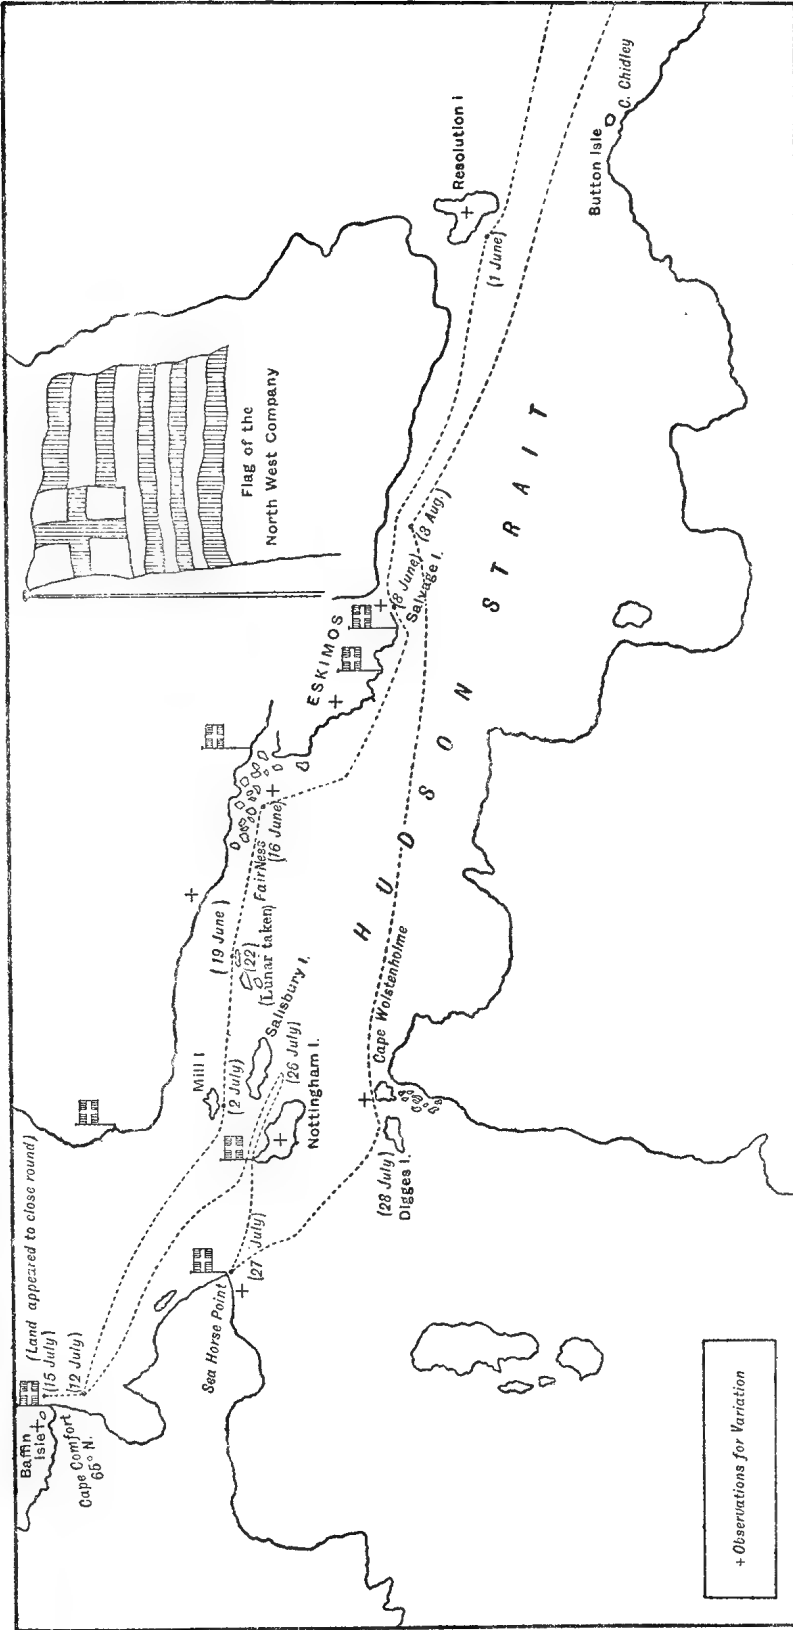 Baffin
Isle
Cape Comfort
65° N.
(Land appeared to close round)
(15 July)
(12 July)
Sea Horse Point
(27 July)
Mill I
(2 July)
Salisbury I.
(26 July)
Nottingham I.
(28 July)
Digges I.
Cape Wolstenholme
(19 June)
(22)
(Lunar taken)
Fair Ness
(16 June)
ESKIMOS
(8 June)-(3 Aug.)
Salvage I.
HUDSON STRAIT
Flag of the
North West Company
Resolution I
(1 June)
Button Isle
C. Chidley
+ Observations for Variation